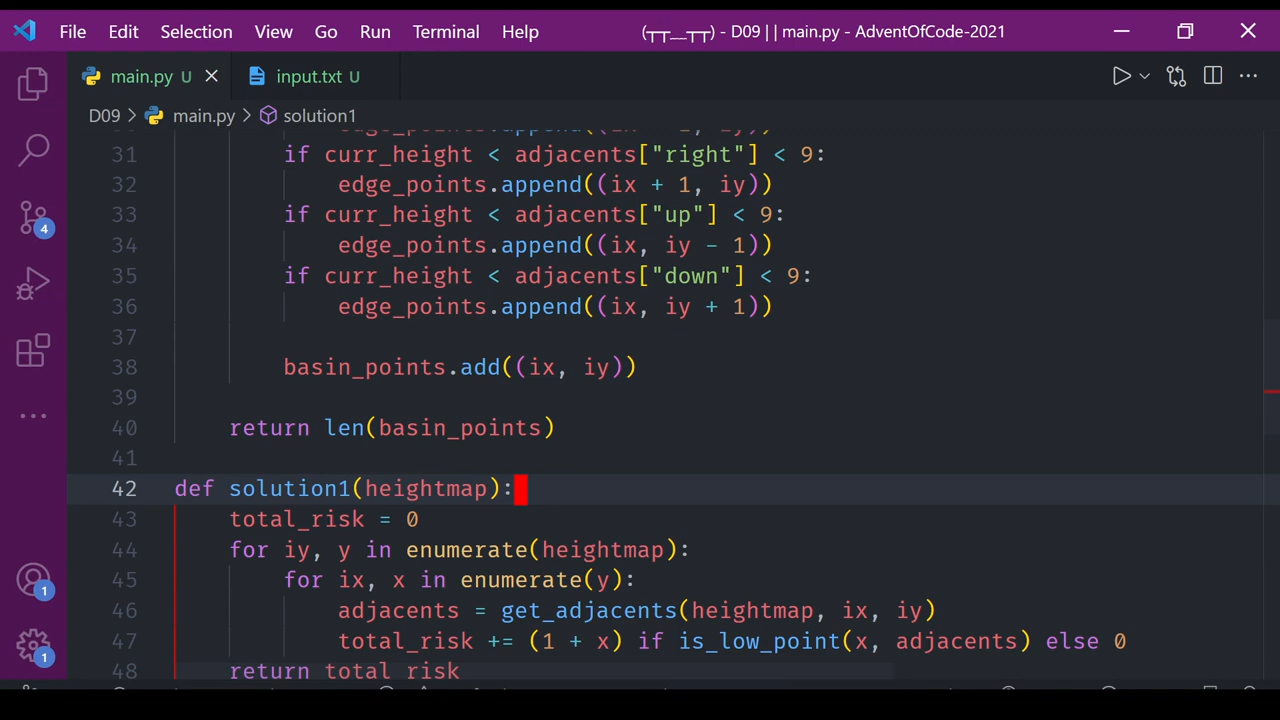 File Edit Selection View Go Run Terminal Help (┬┬__┬┬) - D09 | | main.py - AdventOfCode-2021
main.py U input.txt U
D09 > main.py > solution1
31 if curr_height < adjacents["right"] < 9:
32 edge_points.append((ix + 1, iy))
33 if curr_height < adjacents["up"] < 9:
34 edge_points.append((ix, iy - 1))
35 if curr_height < adjacents["down"] < 9:
36 edge_points.append((ix, iy + 1))
37
38 basin_points.add((ix, iy))
39
40 return len(basin_points)
41
42 def solution1(heightmap):
43 total_risk = 0
44 for iy, y in enumerate(heightmap):
45 for ix, x in enumerate(y):
46 adjacents = get_adjacents(heightmap, ix, iy)
47 total_risk += (1 + x) if is_low_point(x, adjacents) else 0
48 return total_risk
4
1
1